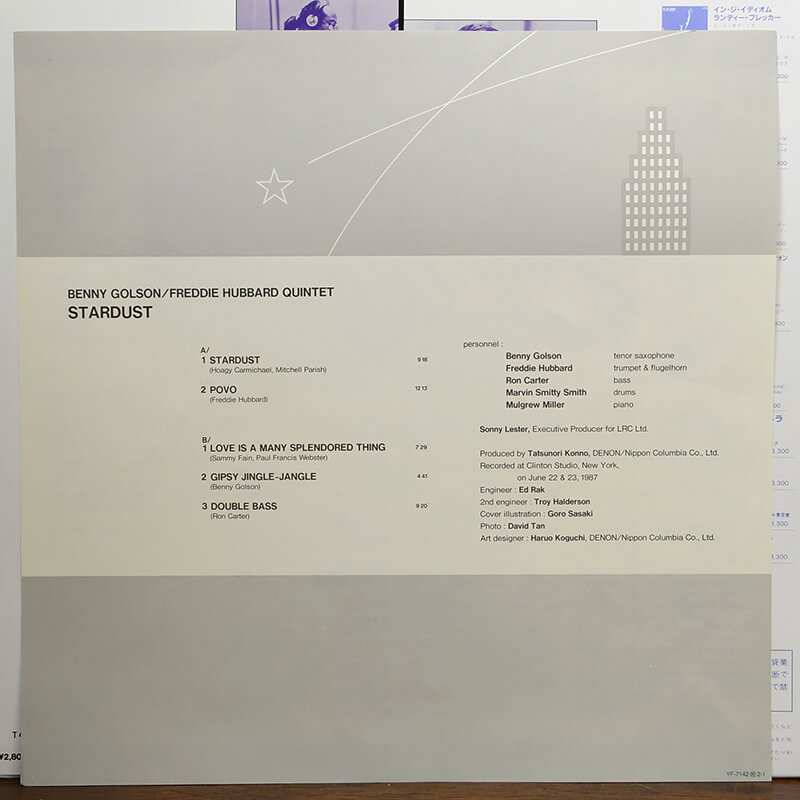 イン・ジ・イディオム
ランディー・ブレッカー
BENNY GOLSON/FREDDIE HUBBARD QUINTET
STARDUST
A/
1 STARDUST 9 18
(Hoagy Carmichael, Mitchell Parish)
2 POVO 12 13
(Freddie Hubbard)
B/
1 LOVE IS A MANY SPLENDORED THING 7 29
(Sammy Fain, Paul Francis Webster)
2 GIPSY JINGLE-JANGLE 4 41
(Benny Golson)
3 DOUBLE BASS 9 20
(Ron Carter)
personnel :
Benny Golson tenor saxophone
Freddie Hubbard trumpet & flugelhorn
Ron Carter bass
Marvin Smitty Smith drums
Mulgrew Miller piano
Sonny Lester, Executive Producer for LRC Ltd.
Produced by Tatsunori Konno, DENON/Nippon Columbia Co., Ltd.
Recorded at Clinton Studio, New York,
on June 22 & 23, 1987
Engineer : Ed Rak
2nd engineer : Troy Halderson
Cover illustration : Goro Sasaki
Photo : David Tan
Art designer : Haruo Koguchi, DENON/Nippon Columbia Co., Ltd.
YF-7142 2-1